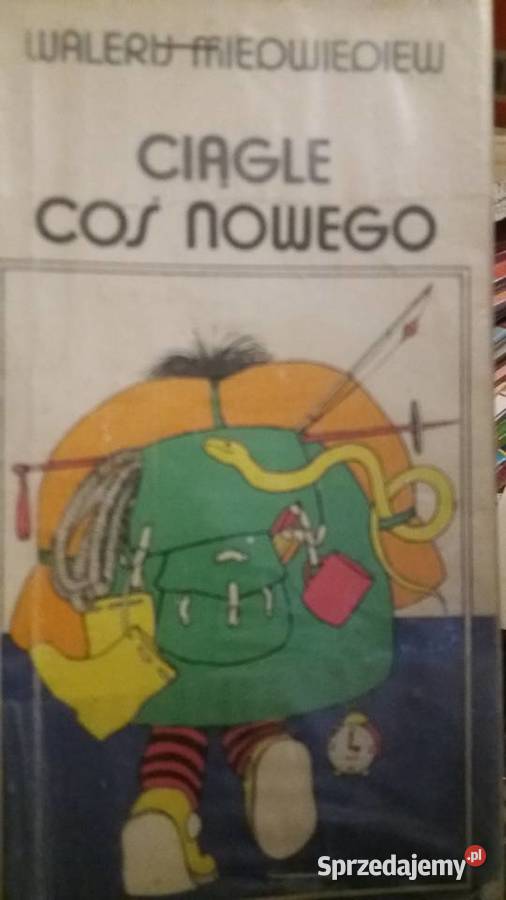 WALERIJ MIEDWIEDIEW
CIĄGLE
COŚ NOWEGO
Sprzedajemy.pl